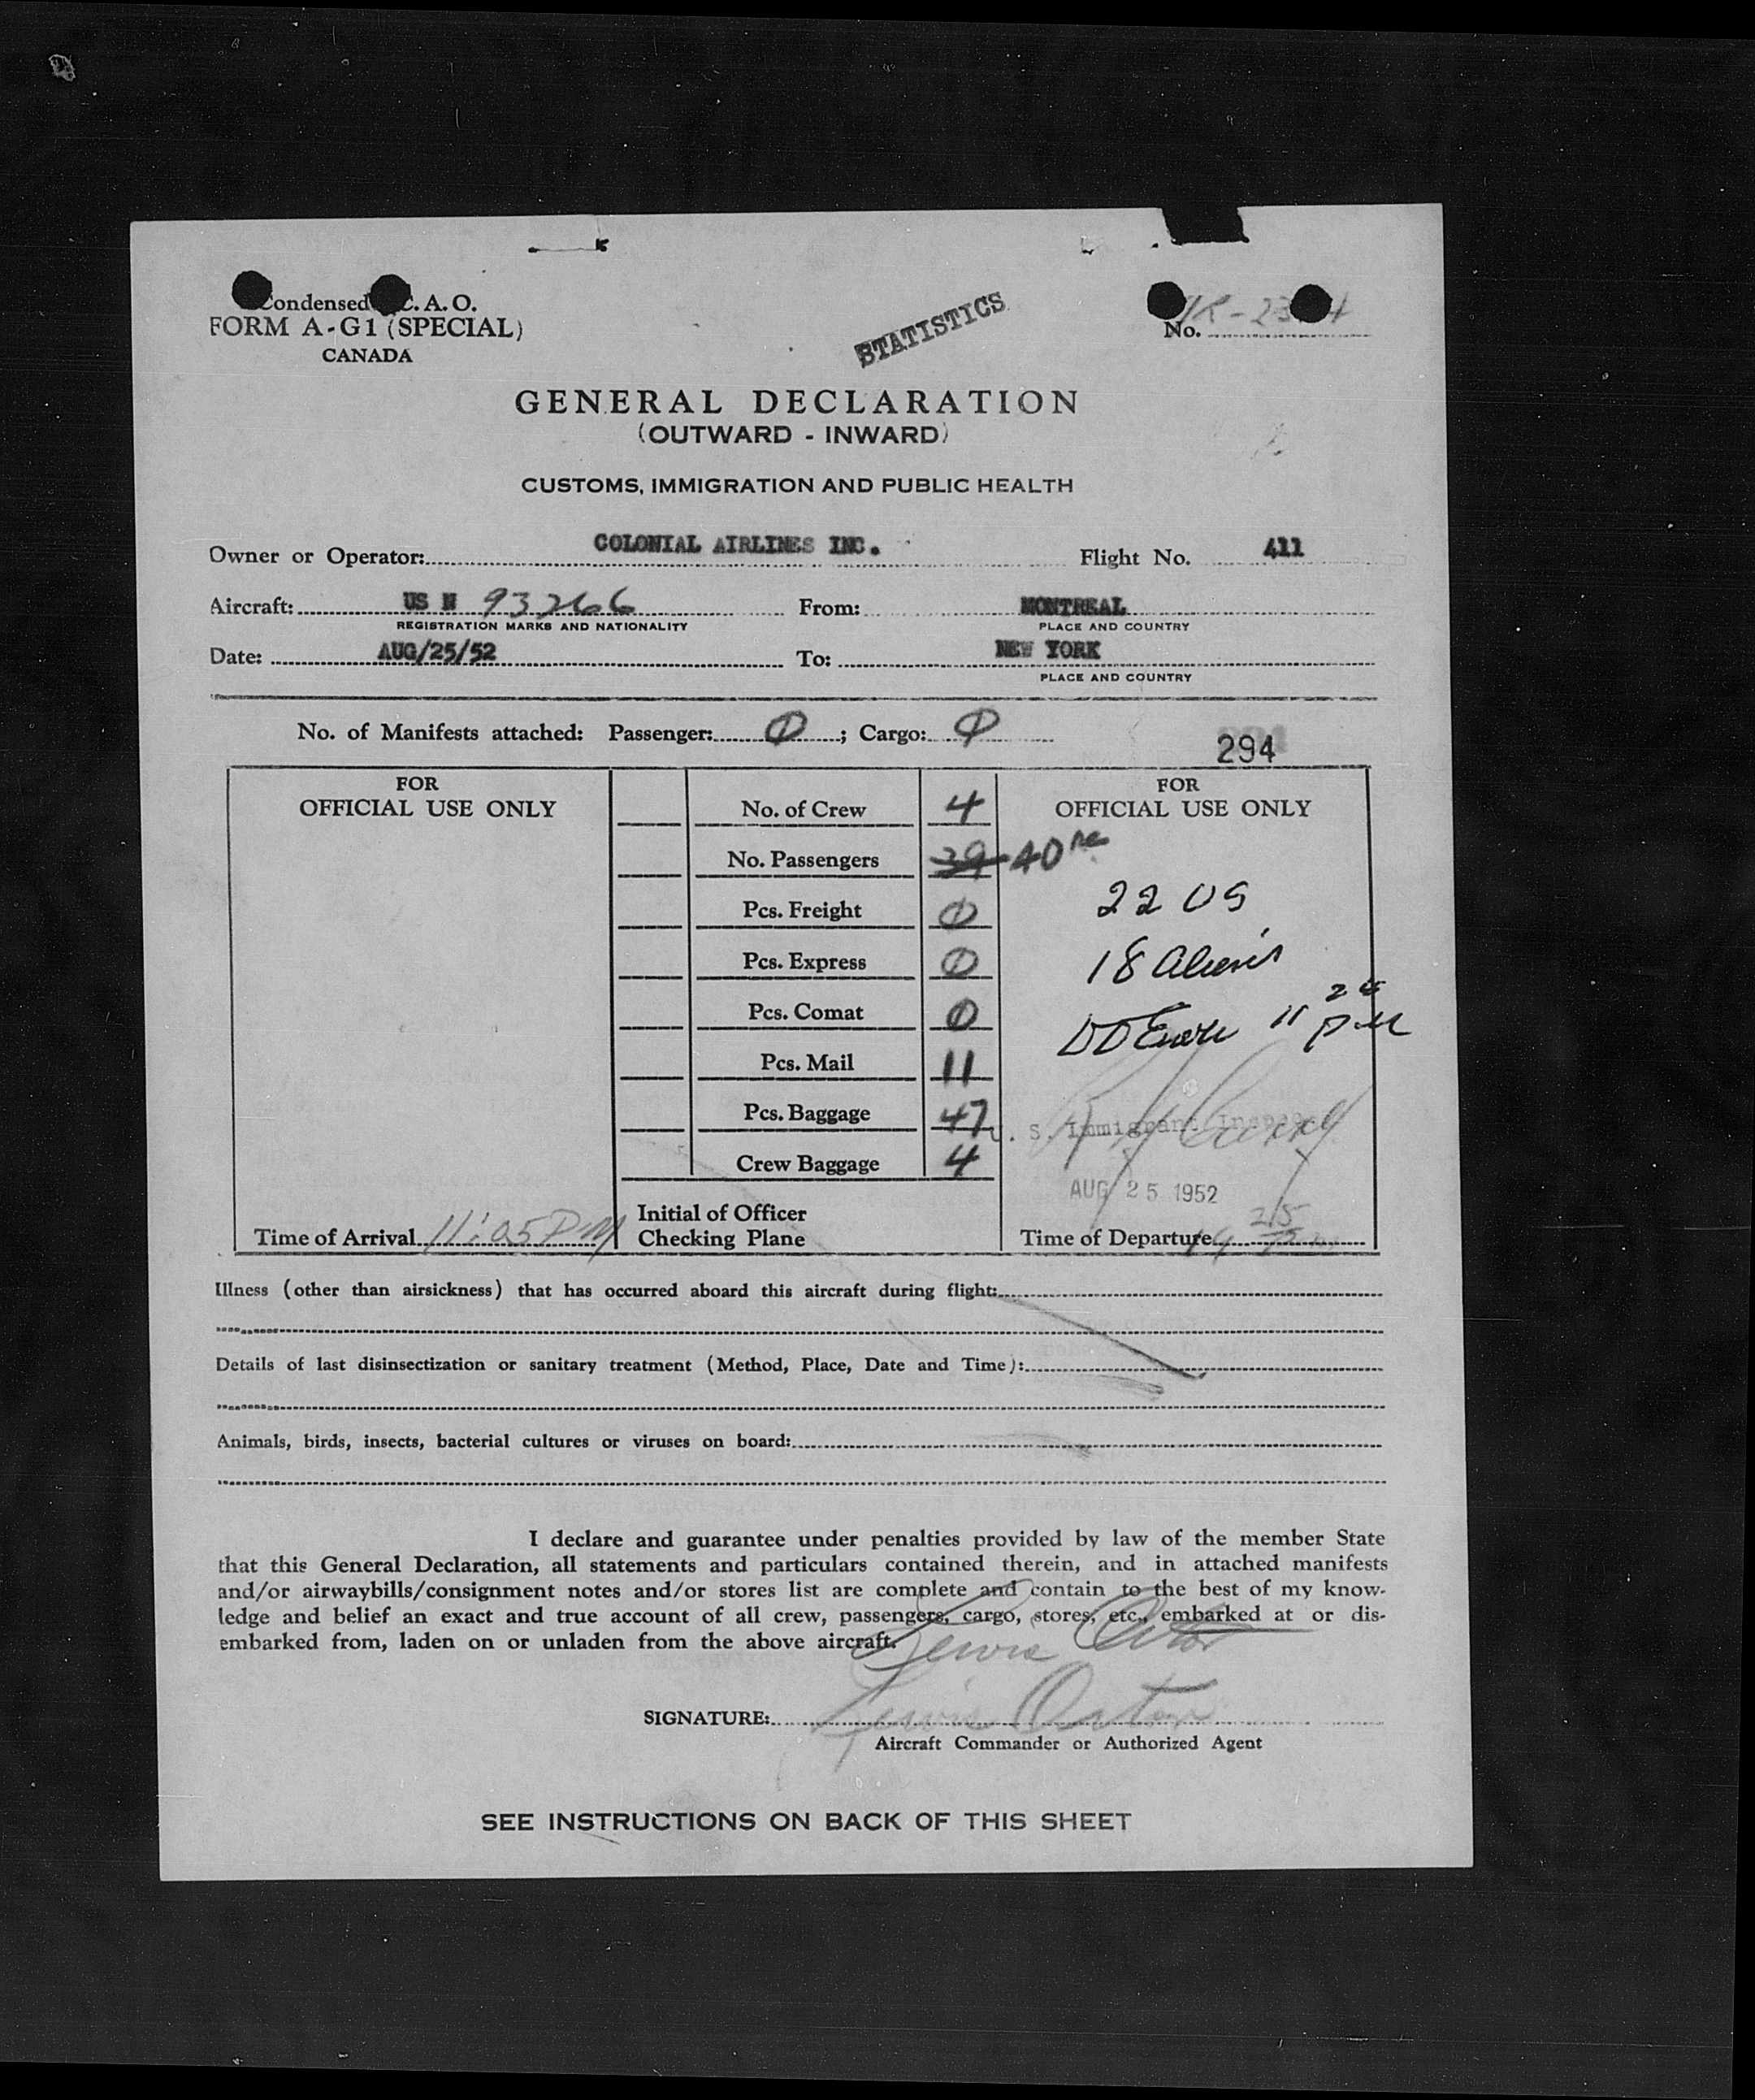 Condensed C. A. O.
FORM A-G1 (SPECIAL)
CANADA
STATISTICS
No.
GENERAL DECLARATION
(OUTWARD - INWARD)
CUSTOMS, IMMIGRATION AND PUBLIC HEALTH
Owner or Operator: COLONIAL AIRLINES INC. Flight No. 411
Aircraft: US N 93266 From: MONTREAL
REGISTRATION MARKS AND NATIONALITY PLACE AND COUNTRY
Date: AUG/25/52 To: NEW YORK
PLACE AND COUNTRY
No. of Manifests attached: Passenger: 0 ; Cargo: 0
294
FOR
OFFICIAL USE ONLY
Time of Arrival 11:05 PM
No. of Crew 4
No. Passengers 39 40
Pcs. Freight 0
Pcs. Express 0
Pcs. Comat 0
Pcs. Mail 11
Pcs. Baggage 47
Crew Baggage 4
Initial of Officer
Checking Plane
FOR
OFFICIAL USE ONLY
22 US
18 Aliens
U. S. Immigrant Inspector
AUG 25 1952
Time of Departure
Illness (other than airsickness) that has occurred aboard this aircraft during flight:
Details of last disinsectization or sanitary treatment (Method, Place, Date and Time):
Animals, birds, insects, bacterial cultures or viruses on board:
I declare and guarantee under penalties provided by law of the member State
that this General Declaration, all statements and particulars contained therein, and in attached manifests
and/or airwaybills/consignment notes and/or stores list are complete and contain to the best of my know-
ledge and belief an exact and true account of all crew, passengers, cargo, stores, etc., embarked at or dis-
embarked from, laden on or unladen from the above aircraft.
SIGNATURE: Lewis
Aircraft Commander or Authorized Agent
SEE INSTRUCTIONS ON BACK OF THIS SHEET